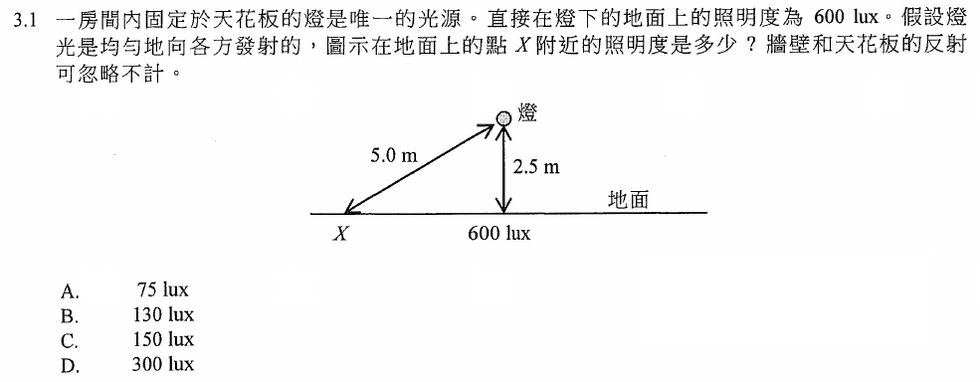 3.1 一房間內固定於天花板的燈是唯一的光源。直接在燈下的地面上的照明度為 600 lux。假設燈
光是均勻地向各方發射的，圖示在地面上的點 X 附近的照明度是多少？牆壁和天花板的反射
可忽略不計。
燈
5.0 m
2.5 m
地面
X
600 lux
A. 75 lux
B. 130 lux
C. 150 lux
D. 300 lux